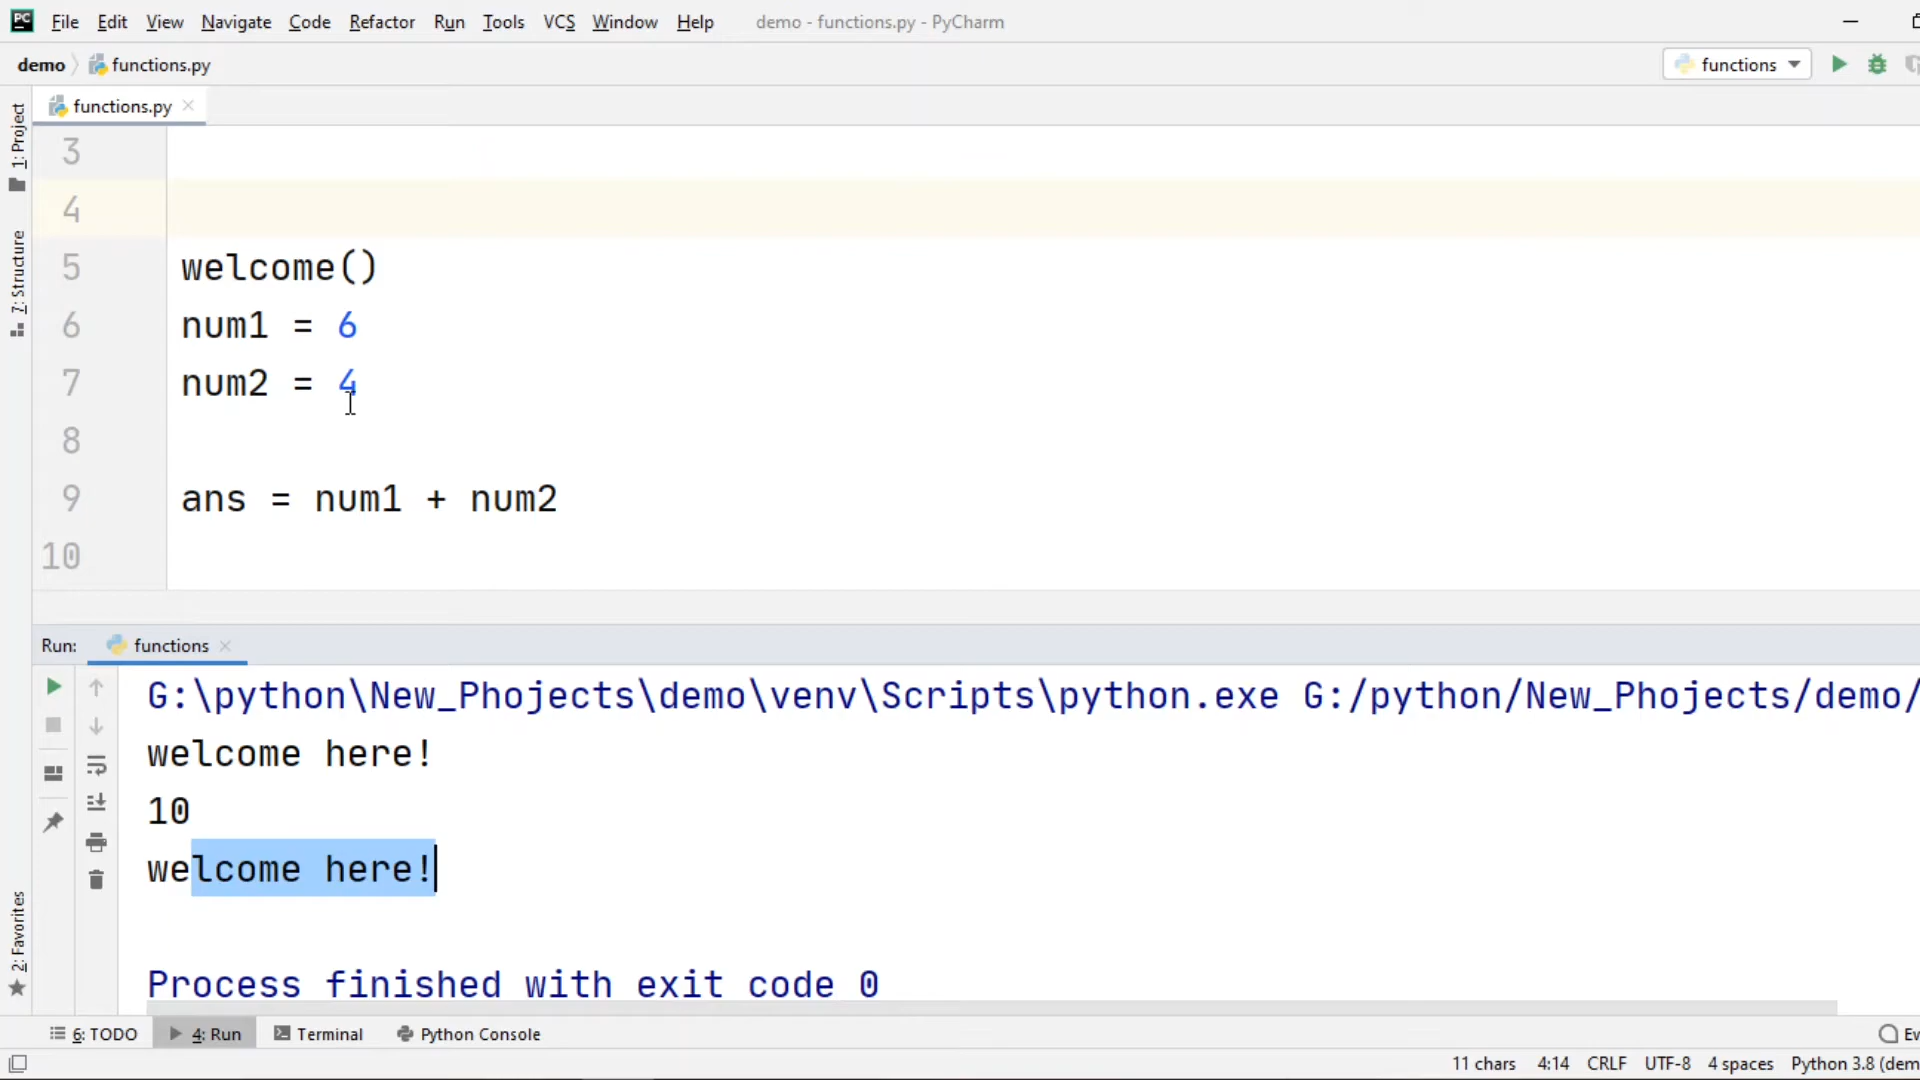 PC File Edit View Navigate Code Refactor Run Tools VCS Window Help demo - functions.py - PyCharm
demo functions.py functions
functions.py
1: Project
7: Structure
2: Favorites
3
4
5 welcome()
6 num1 = 6
7 num2 = 4
8
9 ans = num1 + num2
10
Run: functions
G:\python\New_Phojects\demo\venv\Scripts\python.exe G:/python/New_Phojects/demo/
welcome here!
10
welcome here!
Process finished with exit code 0
6: TODO 4: Run Terminal Python Console Ev
11 chars 4:14 CRLF UTF-8 4 spaces Python 3.8 (dem